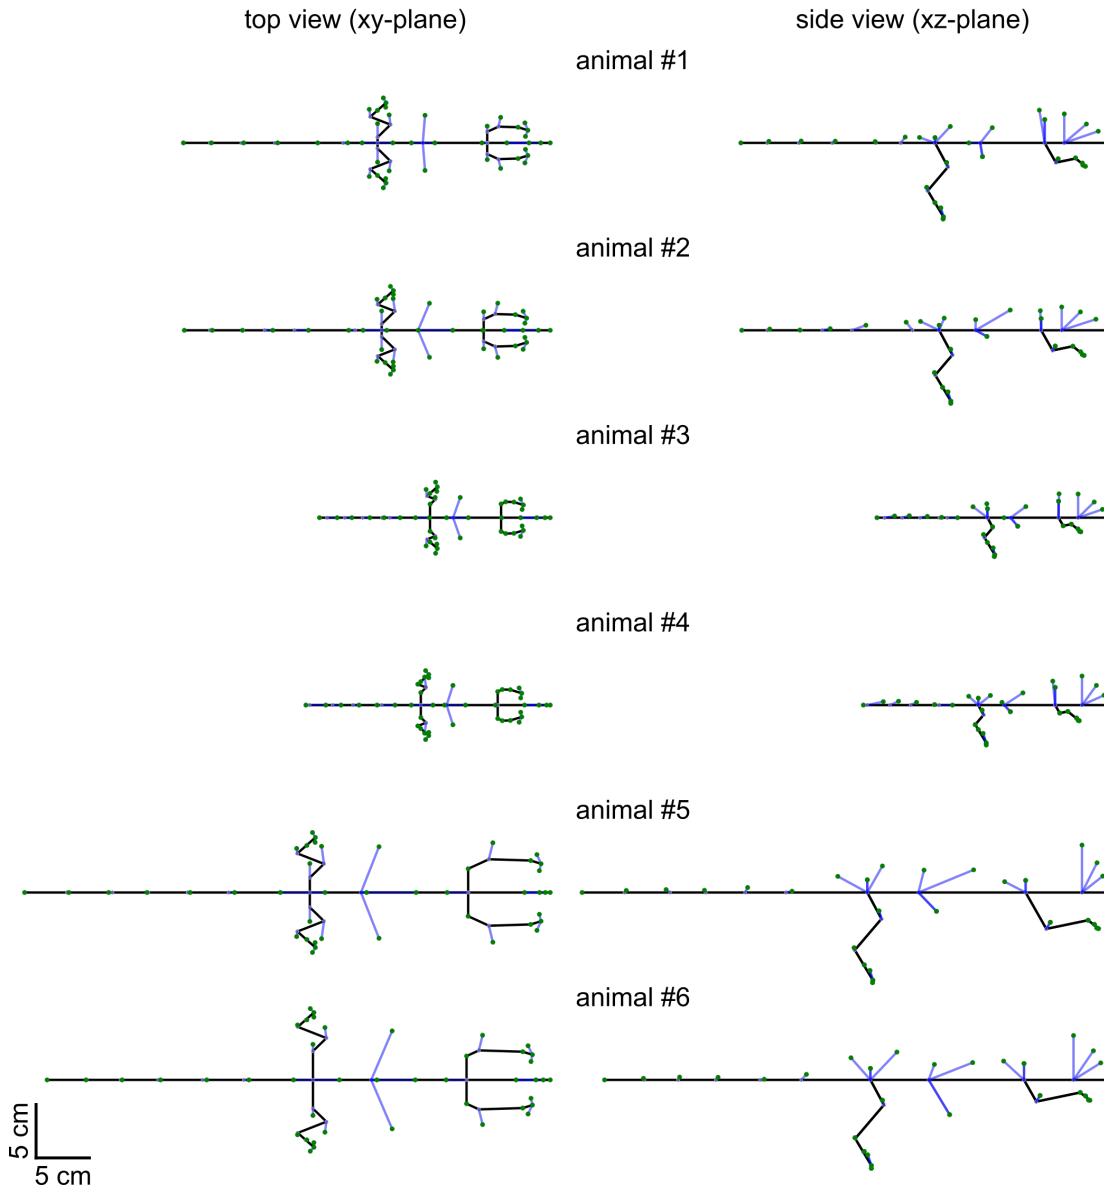 top view (xy-plane)
side view (xz-plane)
animal #1
animal #2
animal #3
animal #4
animal #5
animal #6
5 cm
5 cm